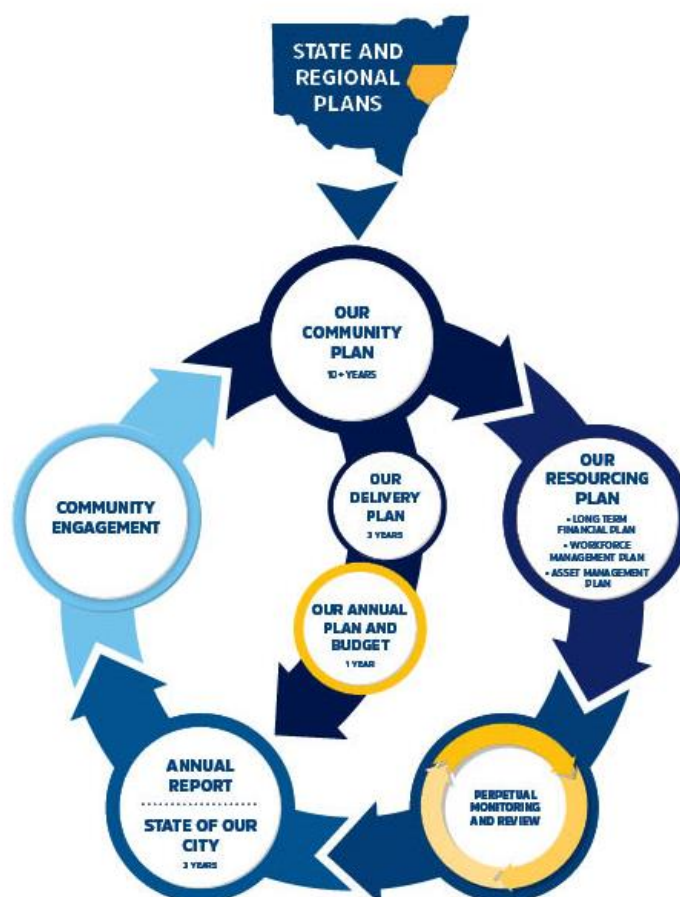 STATE AND
REGIONAL
PLANS
OUR
COMMUNITY
PLAN
10+ YEARS
OUR
RESOURCING
PLAN
• LONG TERM
FINANCIAL PLAN
• WORKFORCE
MANAGEMENT PLAN
• ASSET MANAGEMENT
PLAN
OUR
DELIVERY
PLAN
3 YEARS
COMMUNITY
ENGAGEMENT
OUR ANNUAL
PLAN AND
BUDGET
1 YEAR
ANNUAL
REPORT
STATE OF OUR
CITY
3 YEARS
PERPETUAL
MONITORING
AND REVIEW